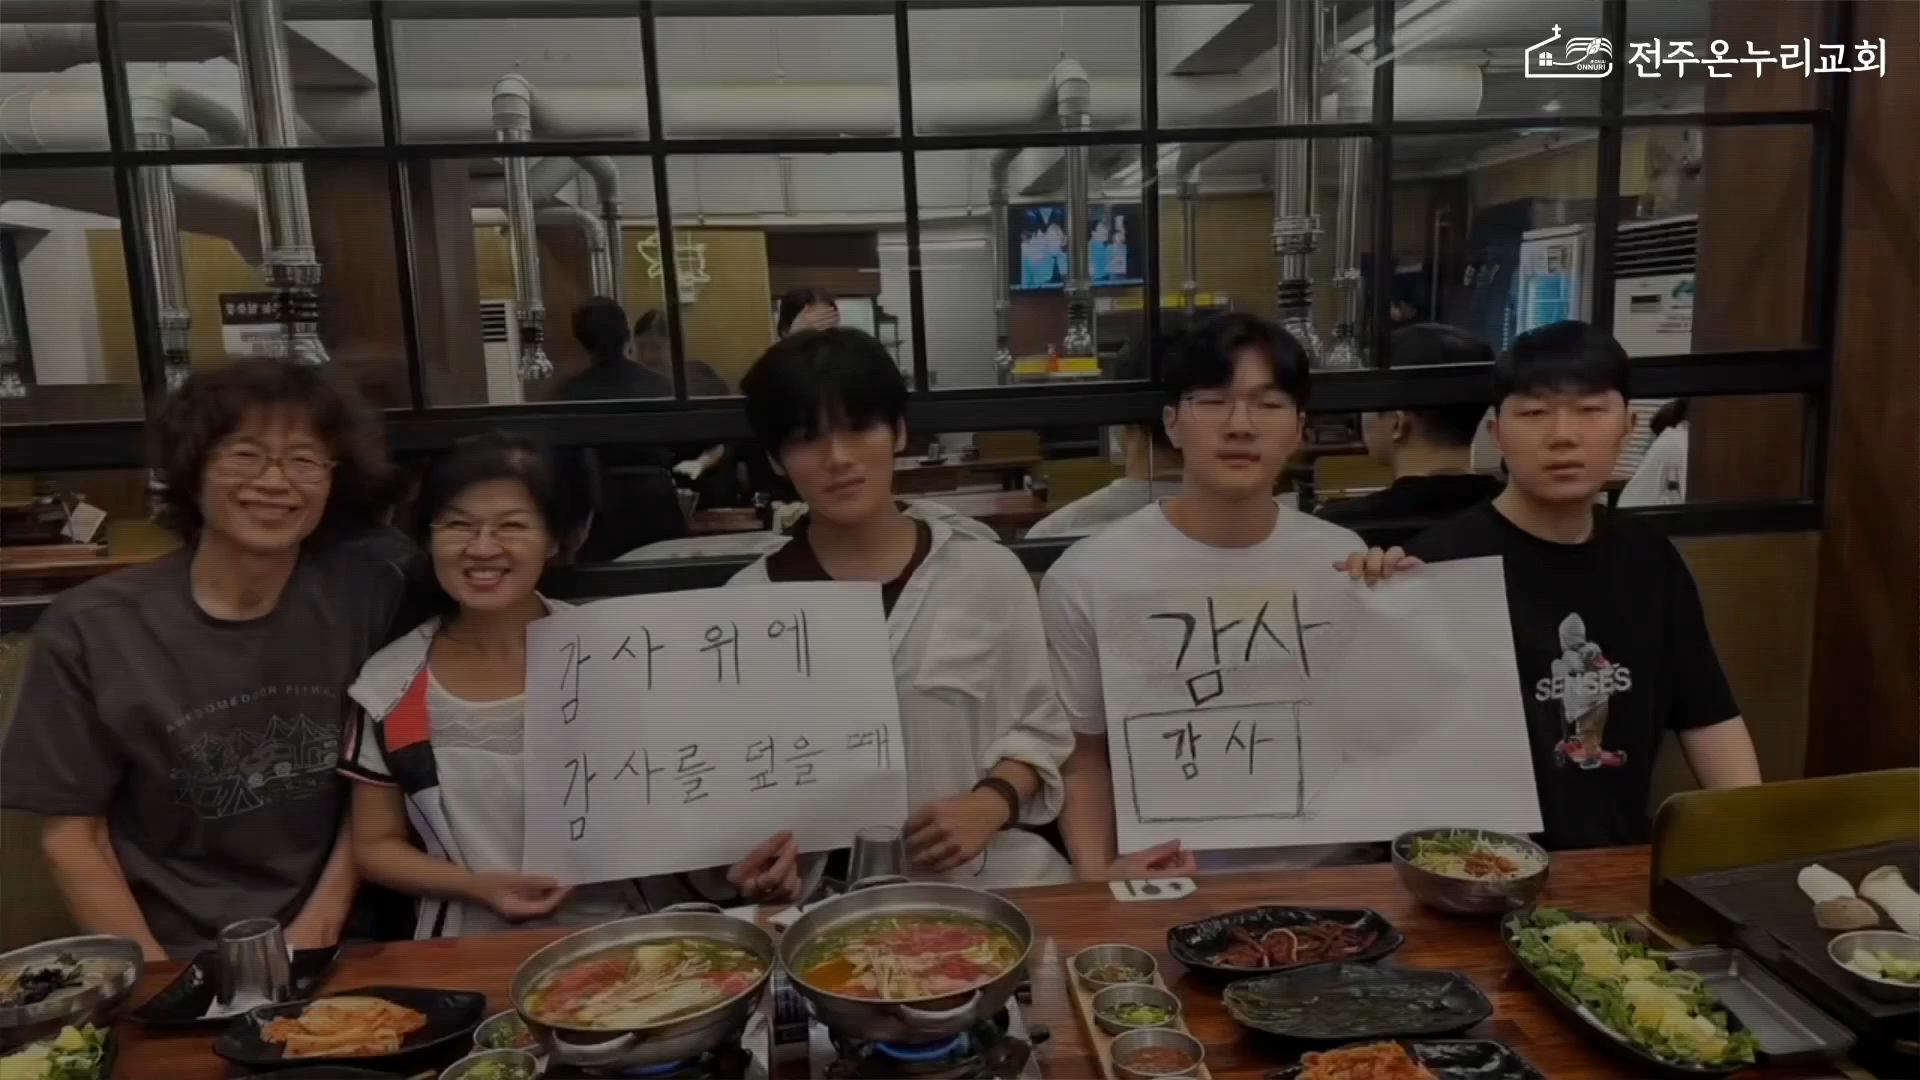 전주온누리교회
ONNURI
감사 위에
감사를 덮을 때
감사
감사
SENSES